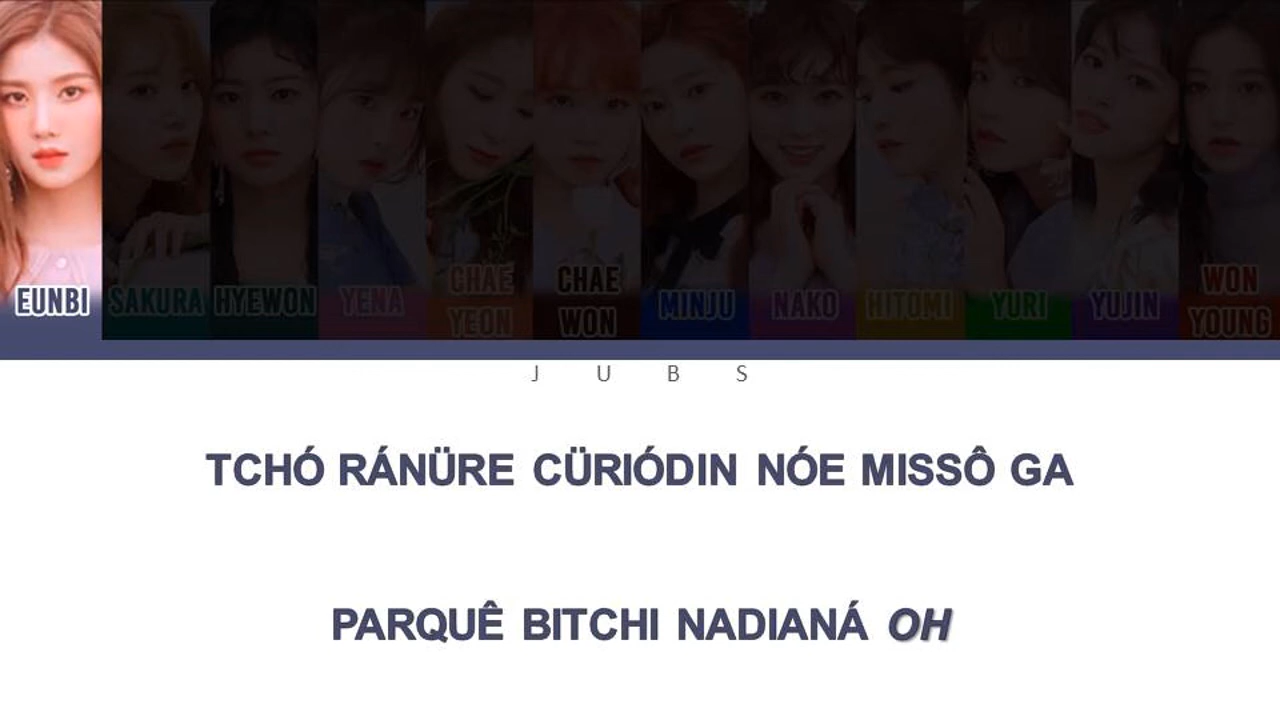 EUNBI SAKURA HYEWON YENA CHAE YEON CHAE WON MINJU NAKO HITOMI YURI YUJIN WON YOUNG
J U B S
TCHÓ RÁNÜRE CÜRIÓDIN NÓE MISSÔ GA
PARQUÊ BITCHI NADIANÁ OH